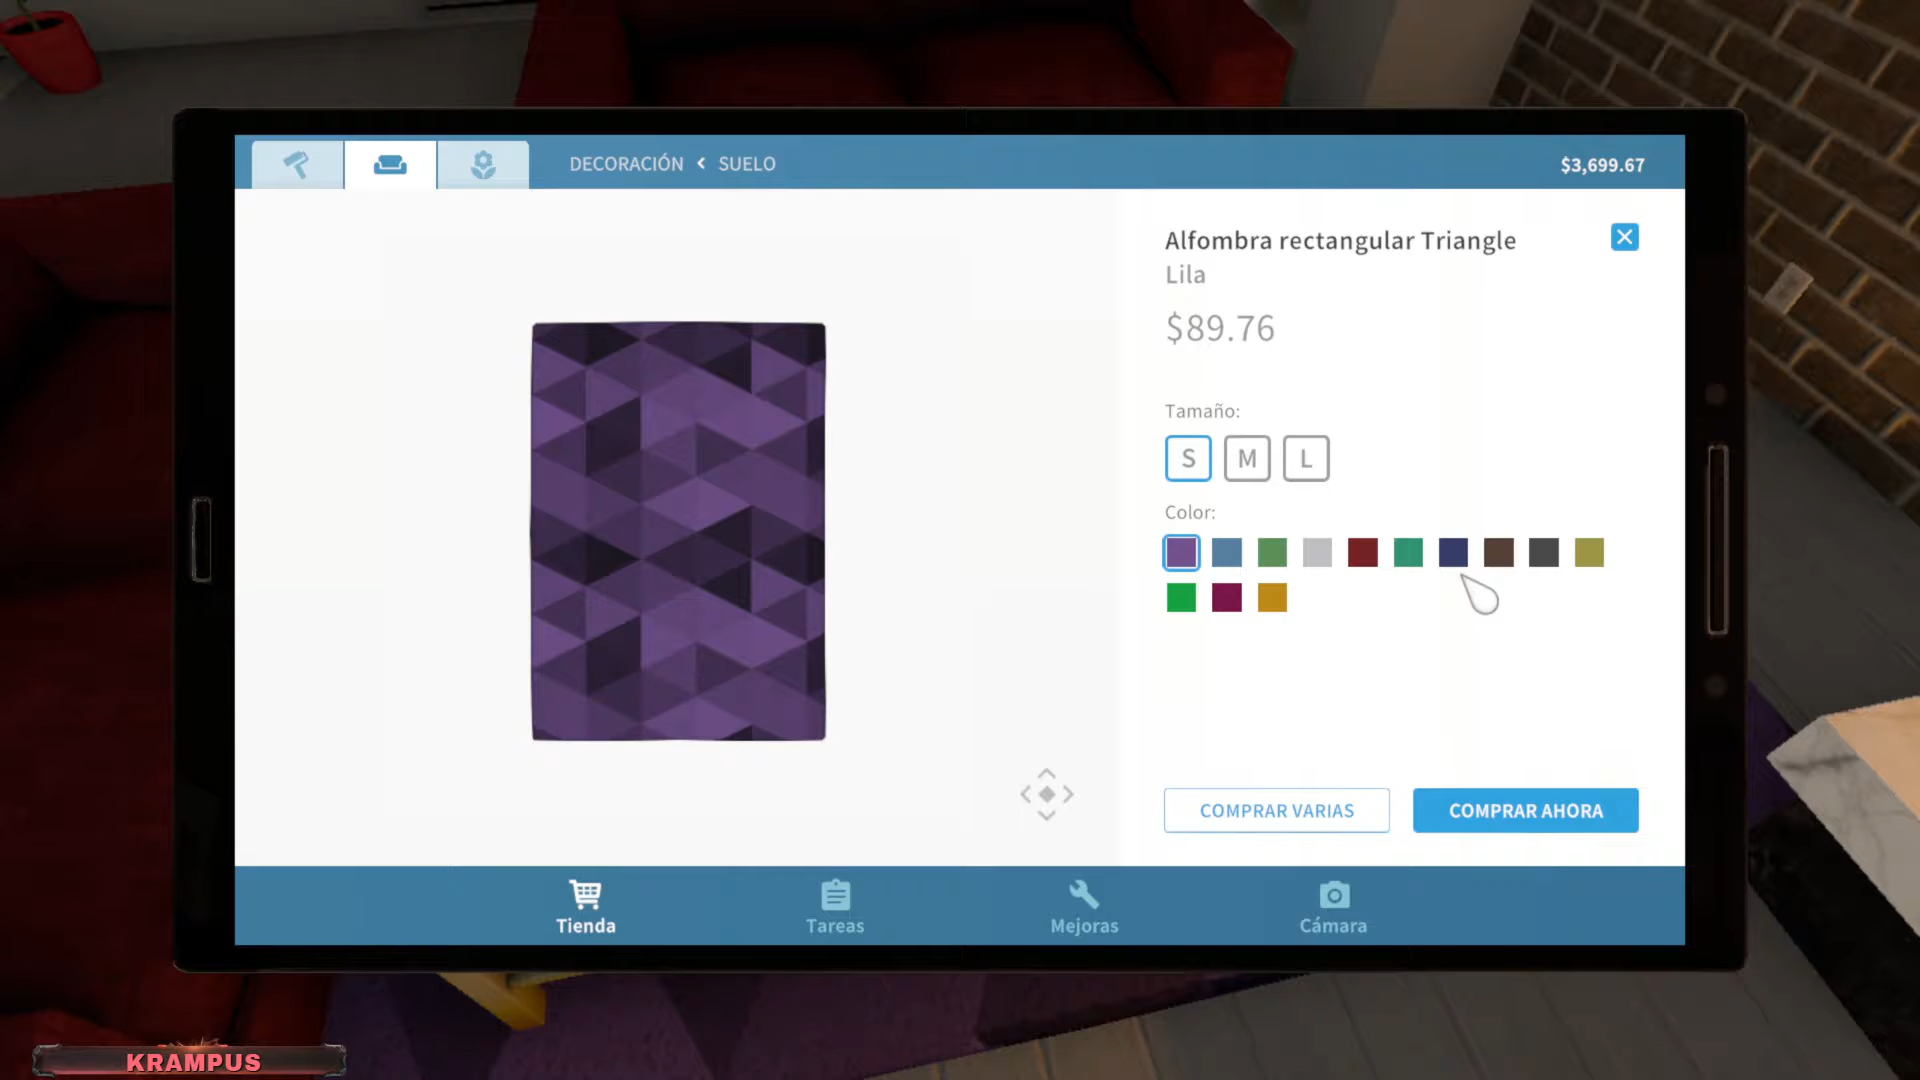 DECORACIÓN < SUELO
$3,699.67
Alfombra rectangular Triangle
Lila
$89.76
Tamaño:
S M L
Color:
COMPRAR VARIAS
COMPRAR AHORA
Tienda
Tareas
Mejoras
Cámara
KRAMPUS